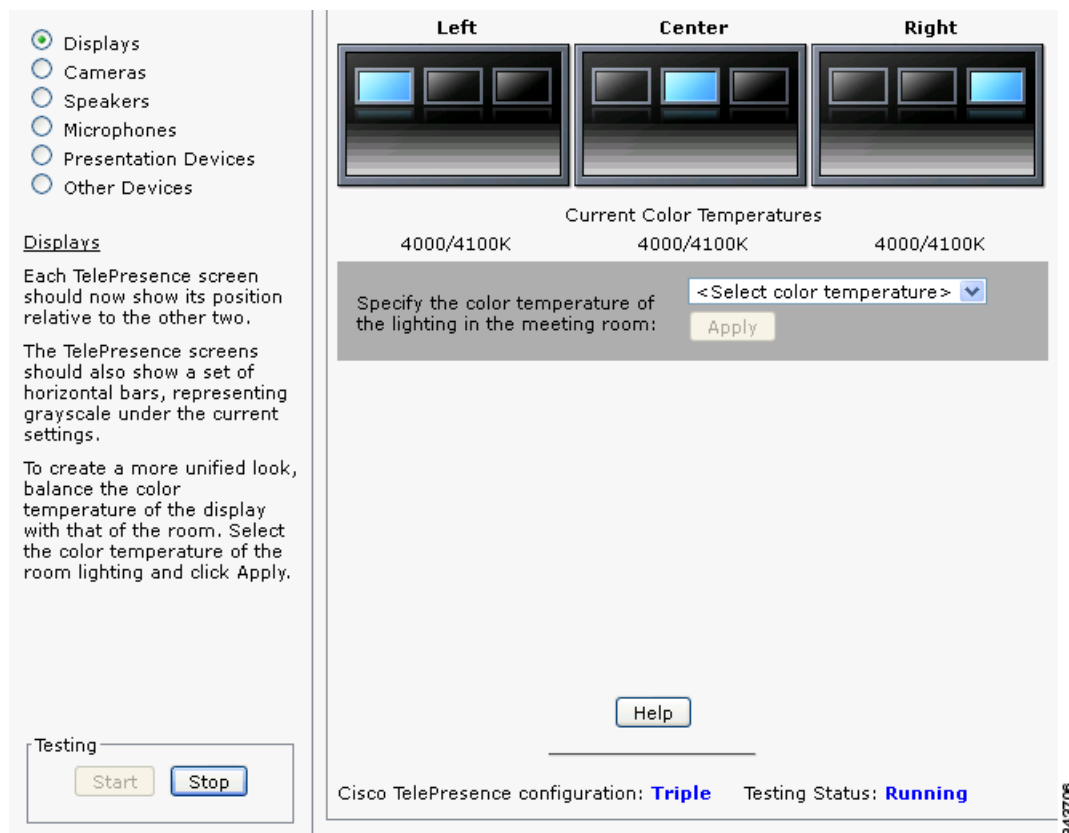 Displays
Cameras
Speakers
Microphones
Presentation Devices
Other Devices
Displays
Each TelePresence screen
should now show its position
relative to the other two.
The TelePresence screens
should also show a set of
horizontal bars, representing
grayscale under the current
settings.
To create a more unified look,
balance the color
temperature of the display
with that of the room. Select
the color temperature of the
room lighting and click Apply.
Testing
Start Stop
Left Center Right
Current Color Temperatures
4000/4100K 4000/4100K 4000/4100K
Specify the color temperature of
the lighting in the meeting room:
<Select color temperature>
Apply
Help
Cisco TelePresence configuration: Triple Testing Status: Running